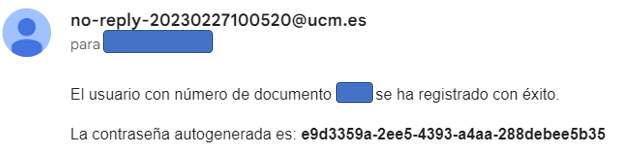 no-reply-20230227100520@ucm.es
para
El usuario con número de documento se ha registrado con éxito.
La contraseña autogenerada es: e9d3359a-2ee5-4393-a4aa-288debee5b35